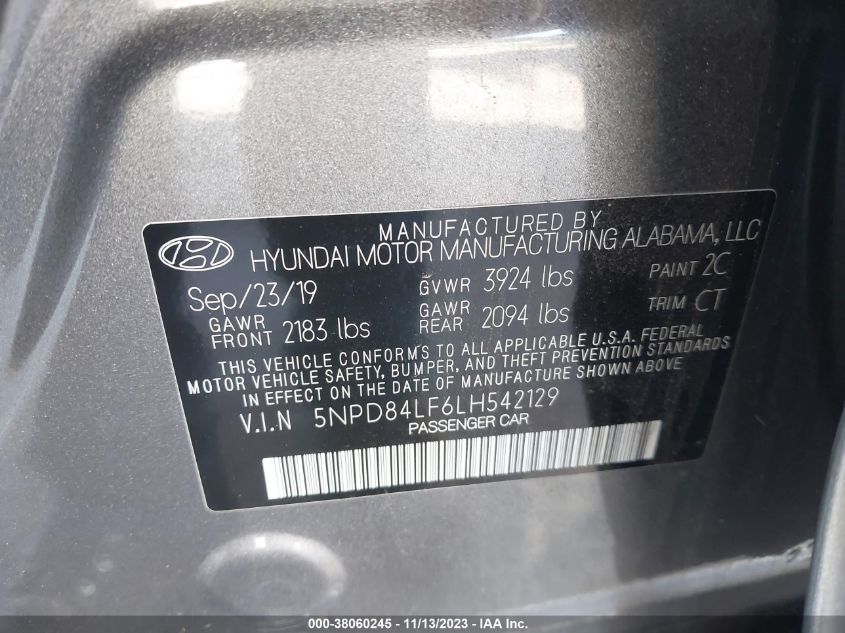 MANUFACTURED BY
HYUNDAI MOTOR MANUFACTURING ALABAMA, LLC
Sep/23/19 GVWR 3924 lbs PAINT 2C
GAWR FRONT 2183 lbs GAWR REAR 2094 lbs TRIM CT
THIS VEHICLE CONFORMS TO ALL APPLICABLE U.S.A. FEDERAL
MOTOR VEHICLE SAFETY, BUMPER, AND THEFT PREVENTION STANDARDS
IN EFFECT ON THE DATE OF MANUFACTURE SHOWN ABOVE
V.I.N 5NPD84LF6LH542129
PASSENGER CAR
000-38060245 - 11/13/2023 - IAAI.COM